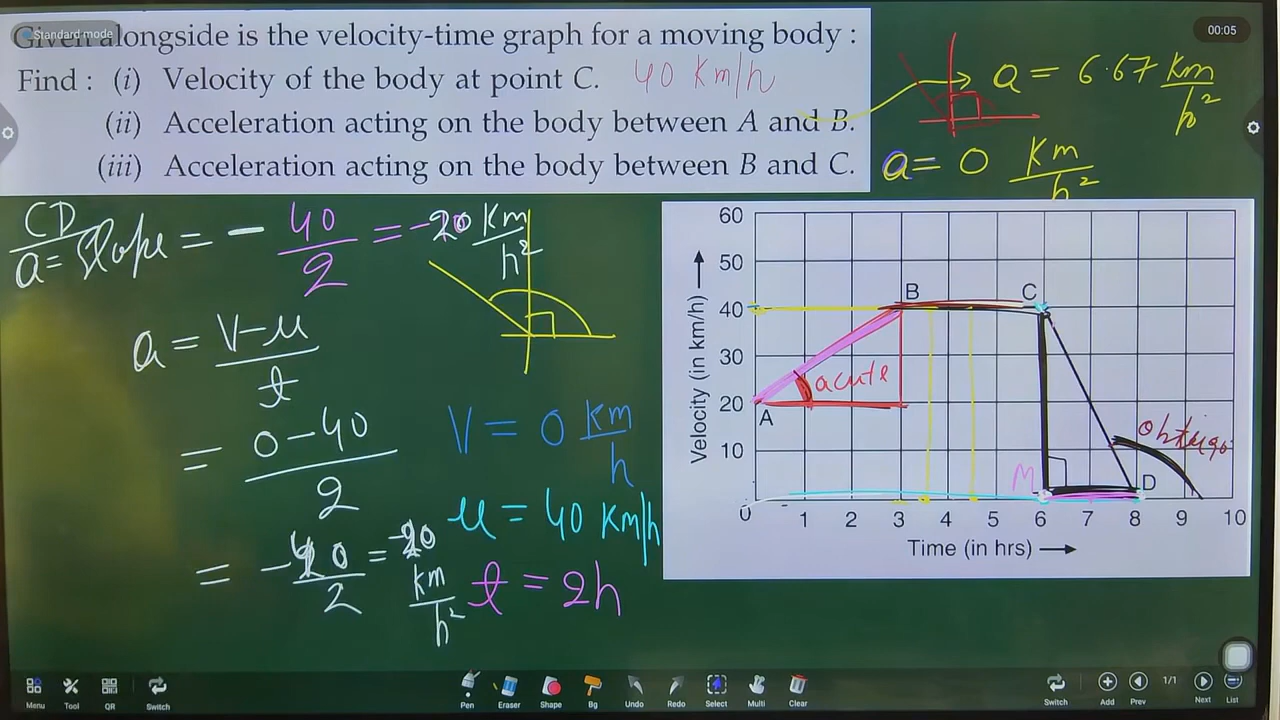 Standard mode
00:05
Given alongside is the velocity-time graph for a moving body :
Find : (i) Velocity of the body at point C. 40 Km/h
(ii) Acceleration acting on the body between A and B.
a = 6.67 Km/h²
(iii) Acceleration acting on the body between B and C.
a = 0 Km/h²
CD
a = Slope = - 40/2 = -20 Km/h²
a = V-u/t
= 0-40/2
= -40/2 = -20 km/h²
V = 0 km/h
u = 40 Km/h
t = 2h
Velocity (in km/h)
60
50
40
30
20
10
0 1 2 3 4 5 6 7 8 9 10
Time (in hrs)
A
B
C
D
M
acute
Menu Tool QR Switch Pen Eraser Shape Bg Undo Redo Select Multi Clear Switch Add Prev 1/1 Next List